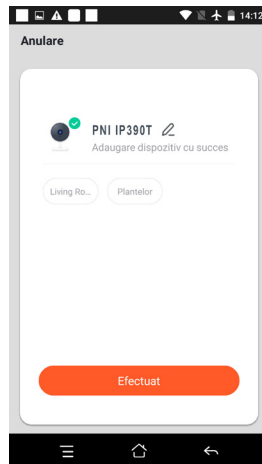 14:12
Anulare
PNI IP390T
Adaugare dispozitiv cu succes
Living Ro... Plantelor
Efectuat